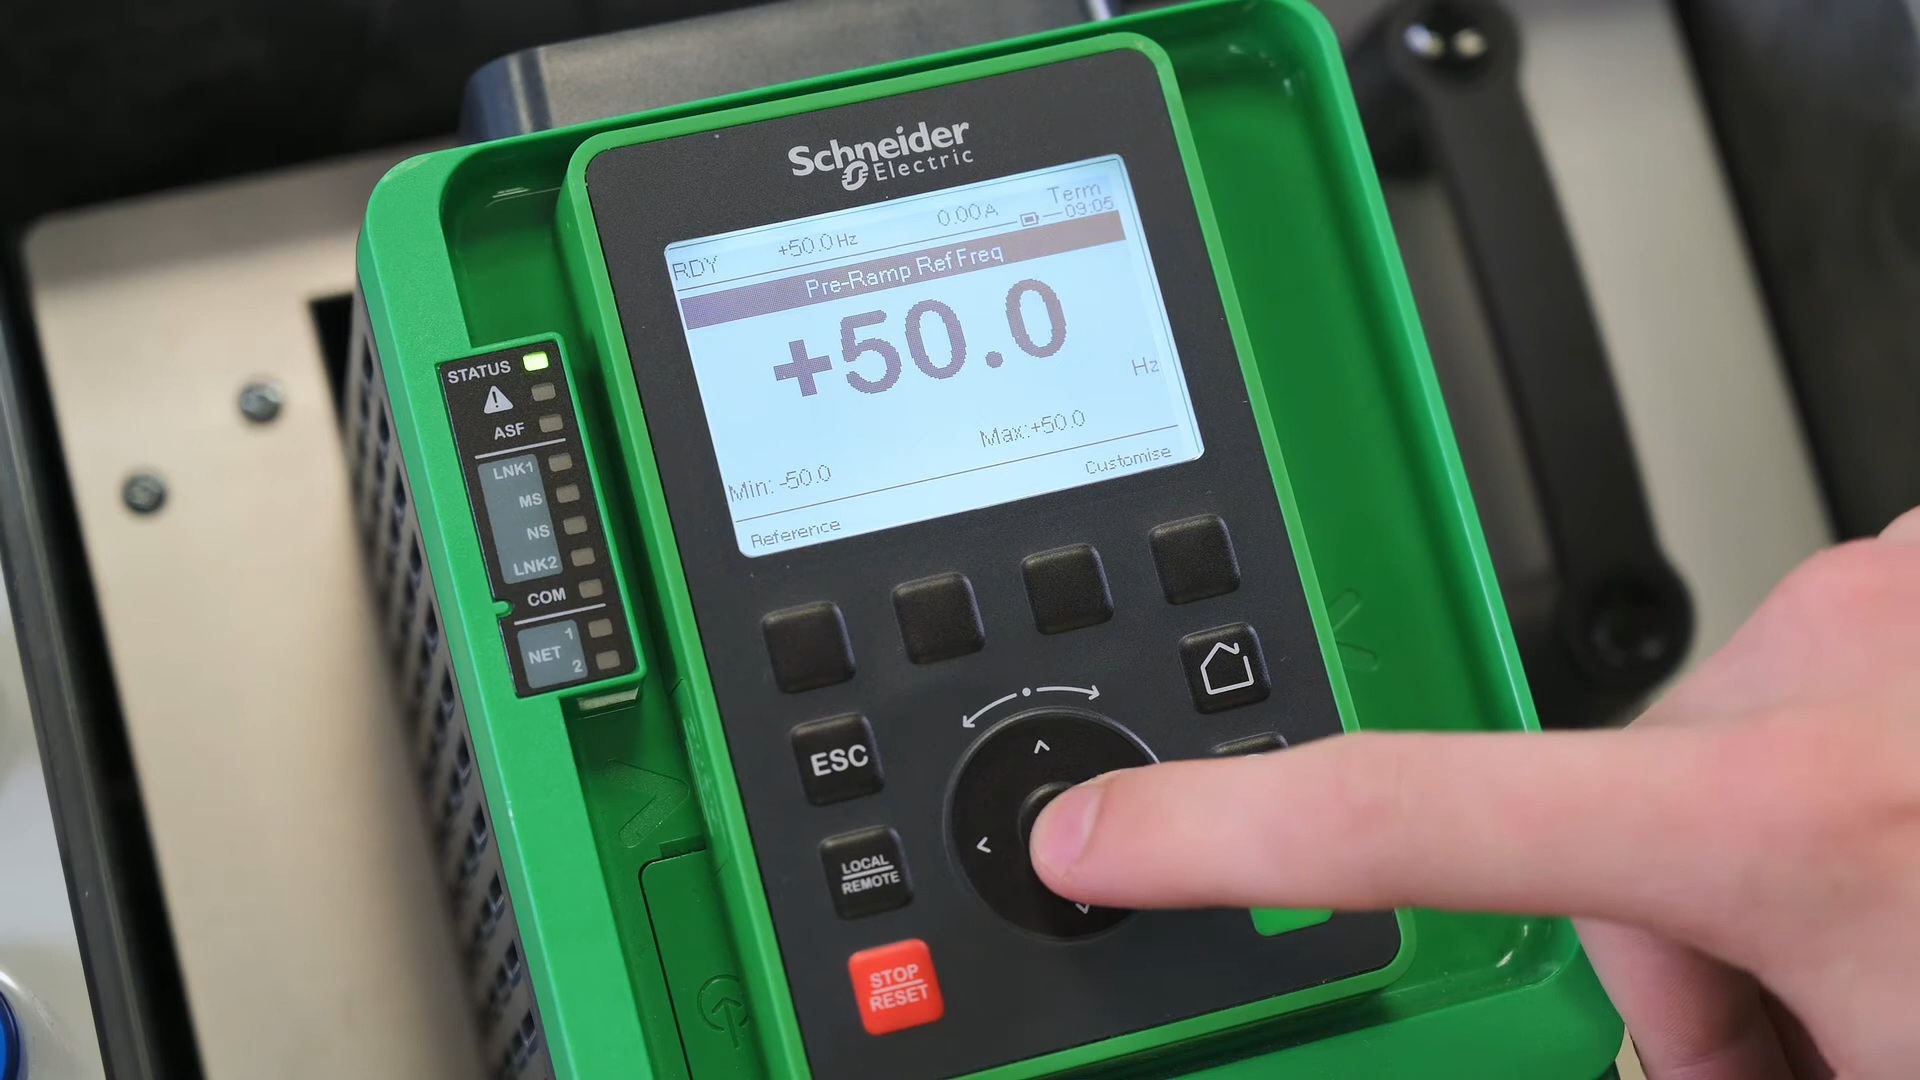 Schneider
Electric
RDY +50.0 Hz 0.00 A Term
09:05
Pre-Ramp Ref Freq
+50.0
Hz
Min: -50.0 Max: +50.0
Reference Customise
STATUS
ASF
LNK1
MS
NS
LNK2
COM
NET 1
2
ESC
LOCAL
REMOTE
STOP
RESET